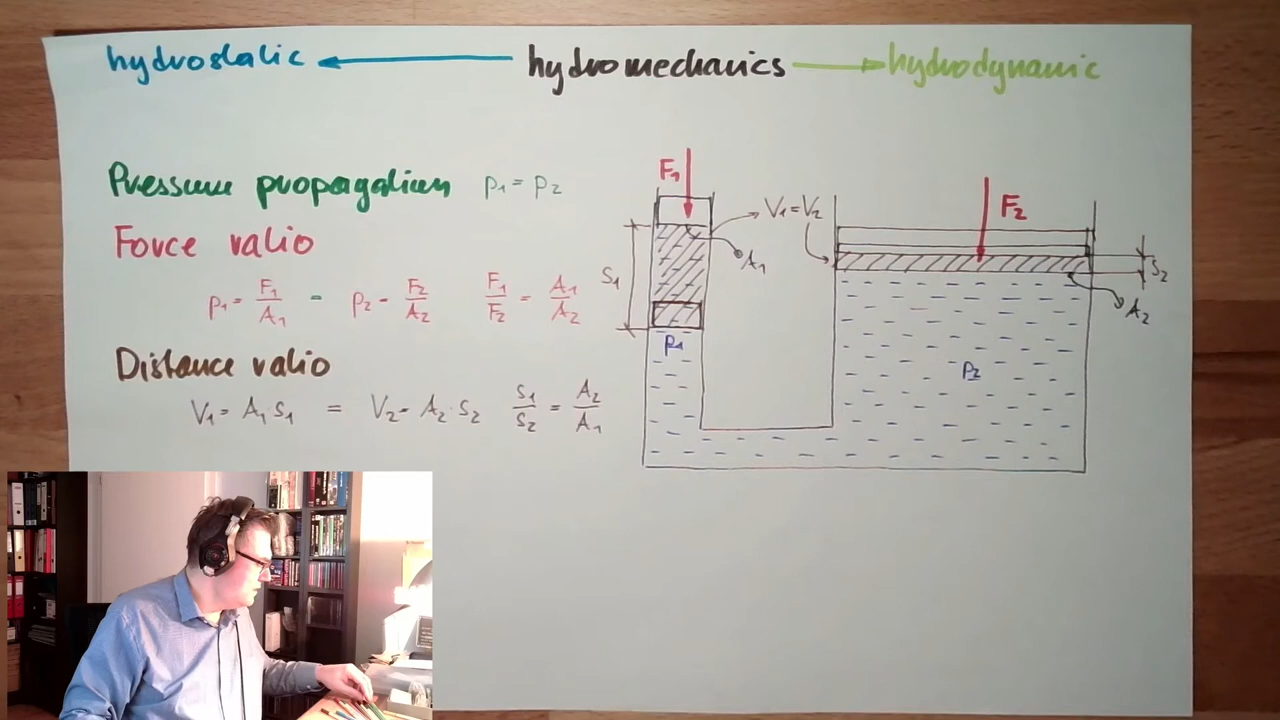 hydrostatic hydromechanics hydrodynamic
Pressure propagation p₁ = p₂
Force ratio
p₁ = F₁/A₁ = p₂ = F₂/A₂ F₁/F₂ = A₁/A₂
Distance ratio
V₁ = A₁ s₁ = V₂ = A₂ · s₂ s₁/s₂ = A₂/A₁
F₁
V₁ = V₂
F₂
A₁
s₁
s₂
A₂
p₁
p₂